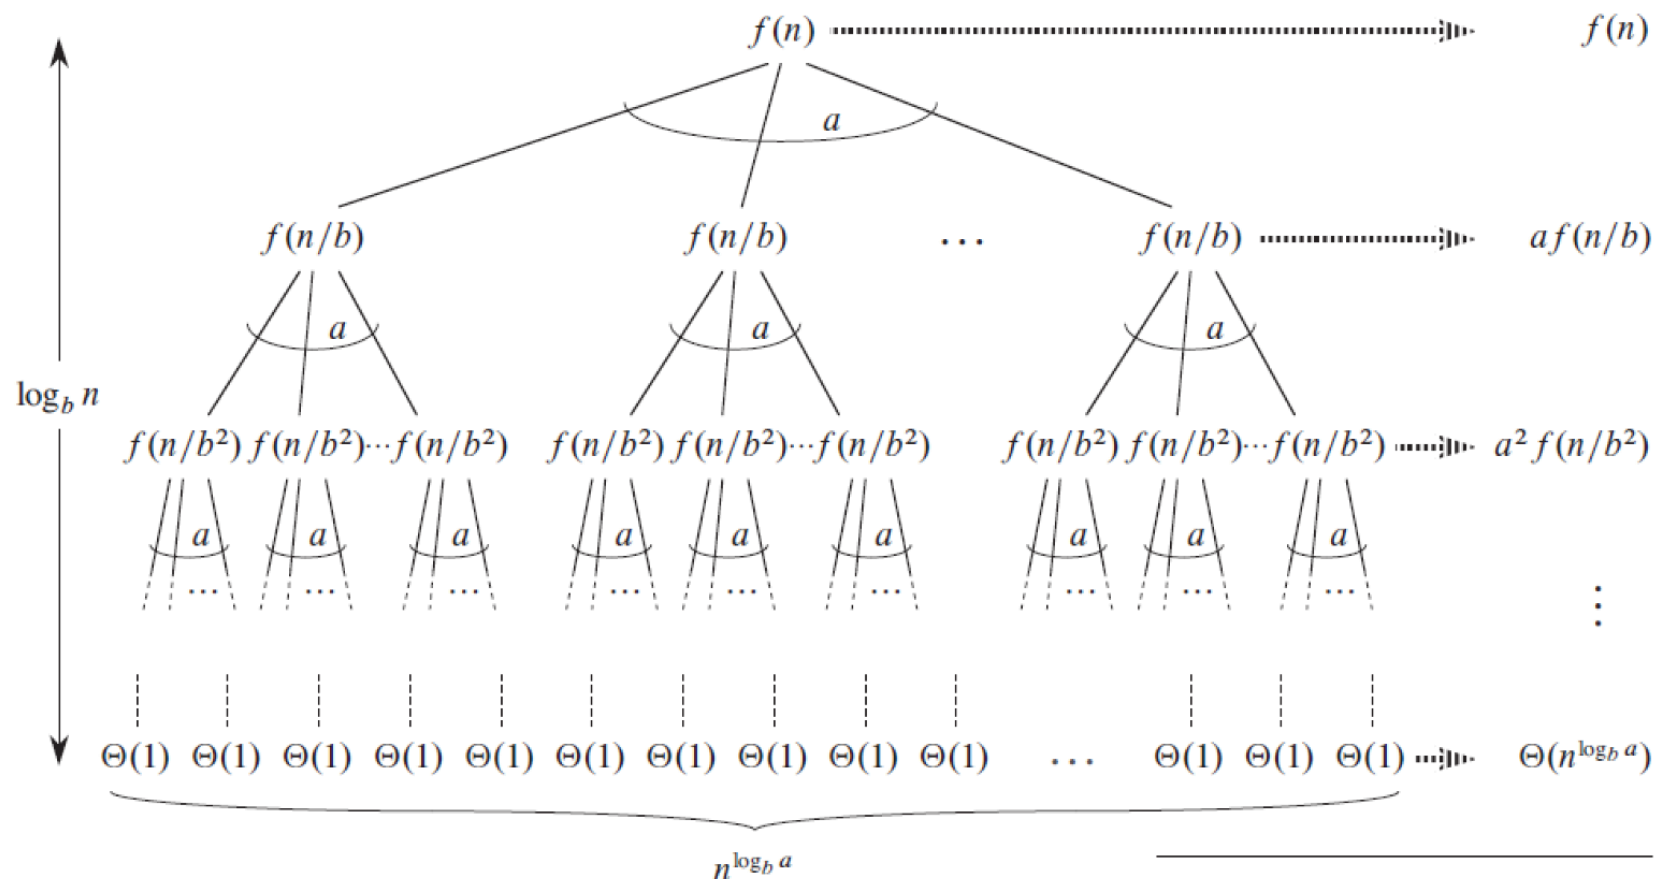 f(n) f(n)
a
f(n/b) f(n/b) ... f(n/b) af(n/b)
a a a
log_b n
f(n/b²) f(n/b²)···f(n/b²) f(n/b²) f(n/b²)···f(n/b²) f(n/b²) f(n/b²)···f(n/b²) a² f(n/b²)
a a a a a a a a a
... ... ... ... ... ... ... ... ... ⋮
Θ(1) Θ(1) Θ(1) Θ(1) Θ(1) Θ(1) Θ(1) Θ(1) Θ(1) Θ(1) ... Θ(1) Θ(1) Θ(1) Θ(n^{log_b a})
n^{log_b a}